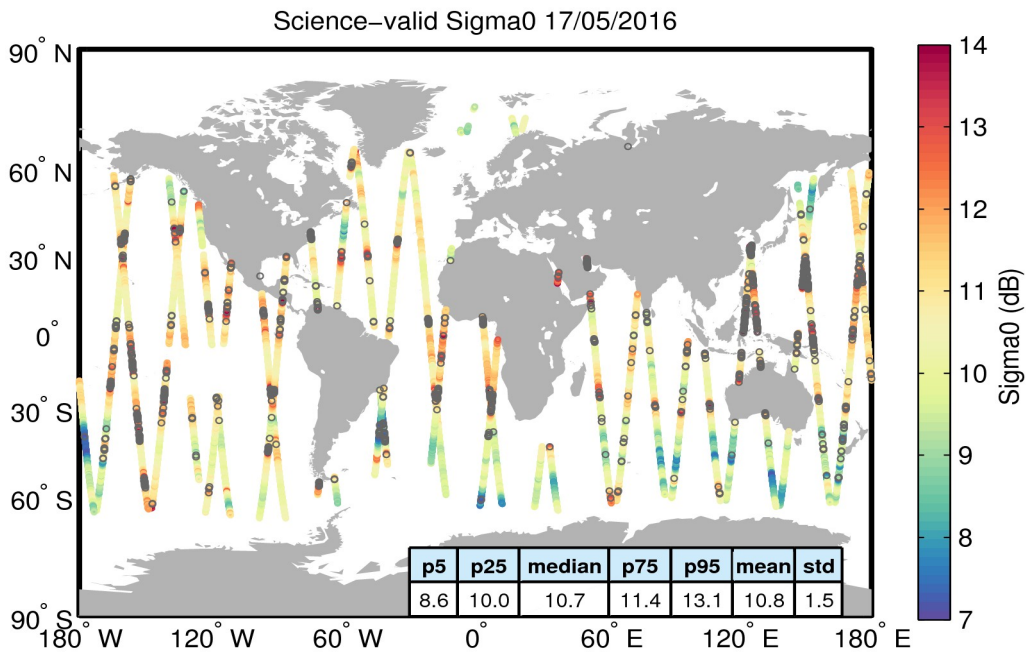 Science−valid Sigma0 17/05/2016
90° N
60° N
30° N
0°
30° S
60° S
90° S
180° W
120° W
60° W
0°
60° E
120° E
180° E
p5 p25 median p75 p95 mean std
8.6 10.0 10.7 11.4 13.1 10.8 1.5
14
13
12
11
10
9
8
7
Sigma0 (dB)